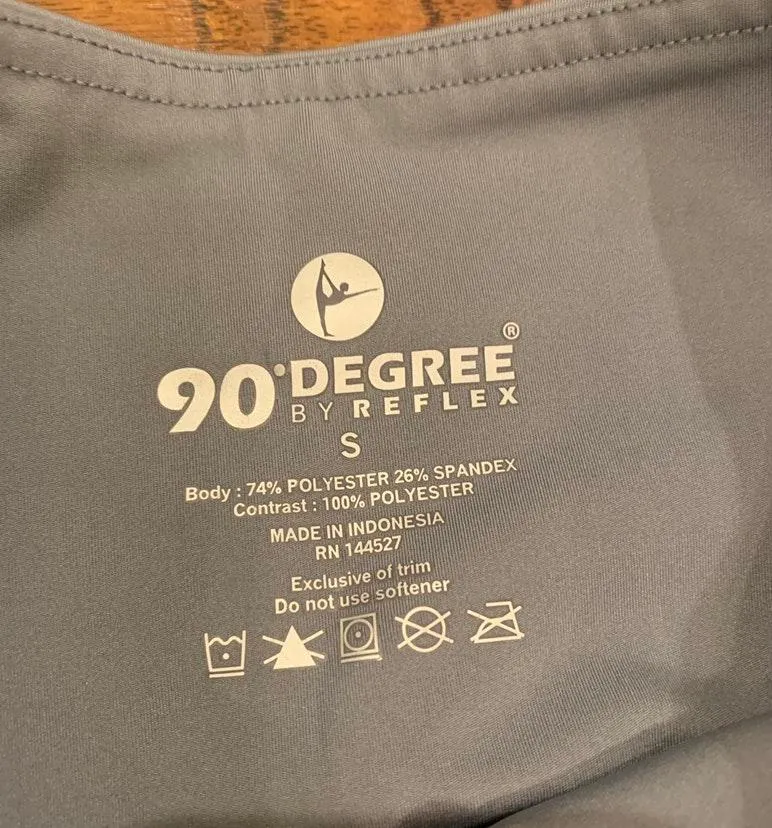 90° DEGREE®
BY REFLEX
S
Body : 74% POLYESTER 26% SPANDEX
Contrast : 100% POLYESTER
MADE IN INDONESIA
RN 144527
Exclusive of trim
Do not use softener